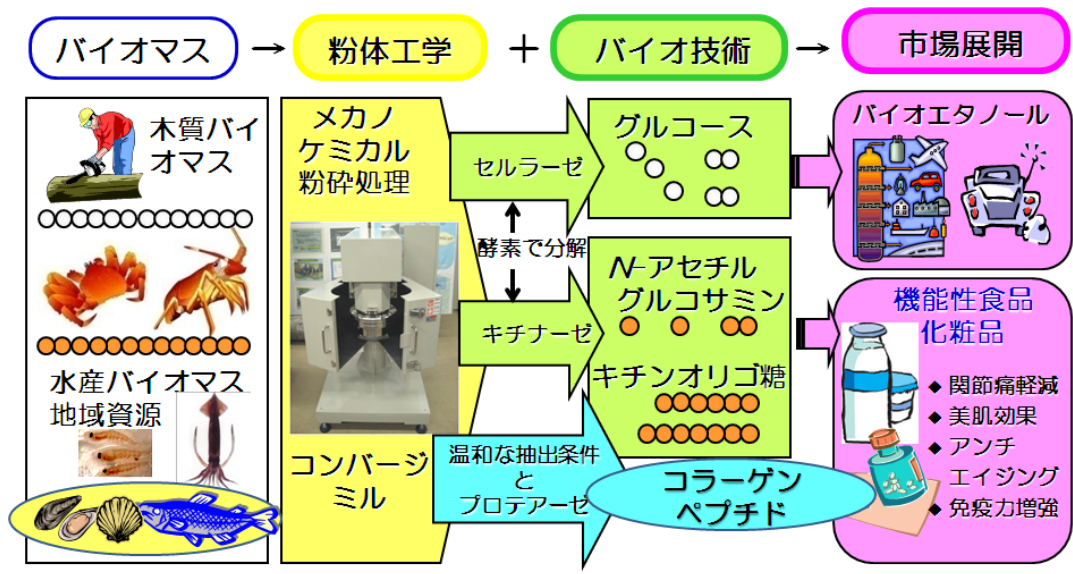 バイオマス
→
粉体工学
+
バイオ技術
→
市場展開
木質バイ
オマス
水産バイオマス
地域資源
メカノ
ケミカル
粉砕処理
コンバージ
ミル
セルラーゼ
酵素で分解
キチナーゼ
温和な抽出条件
と
プロテアーゼ
グルコース
N-アセチル
グルコサミン
キチンオリゴ糖
コラーゲン
ペプチド
バイオエタノール
機能性食品
化粧品
◆ 関節痛軽減
◆ 美肌効果
◆ アンチ
エイジング
◆ 免疫力増強